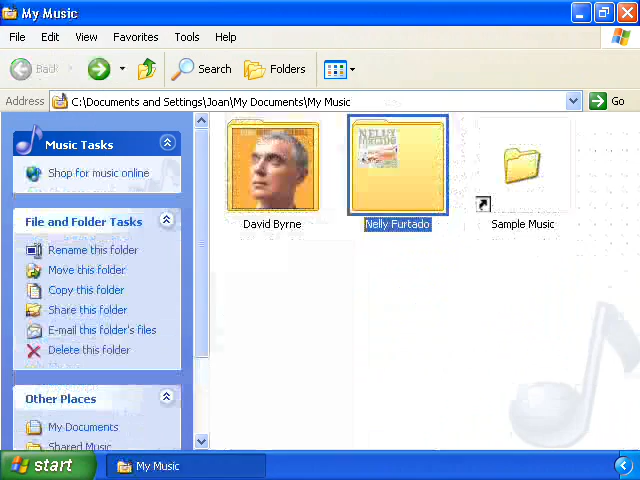 My Music
File Edit View Favorites Tools Help
Back Search Folders
Address C:\Documents and Settings\Joan\My Documents\My Music Go
Music Tasks
Shop for music online
File and Folder Tasks
Rename this folder
Move this folder
Copy this folder
Share this folder
E-mail this folder's files
Delete this folder
Other Places
My Documents
Shared Music
NELLY
FURTADO
David Byrne Nelly Furtado Sample Music
start My Music